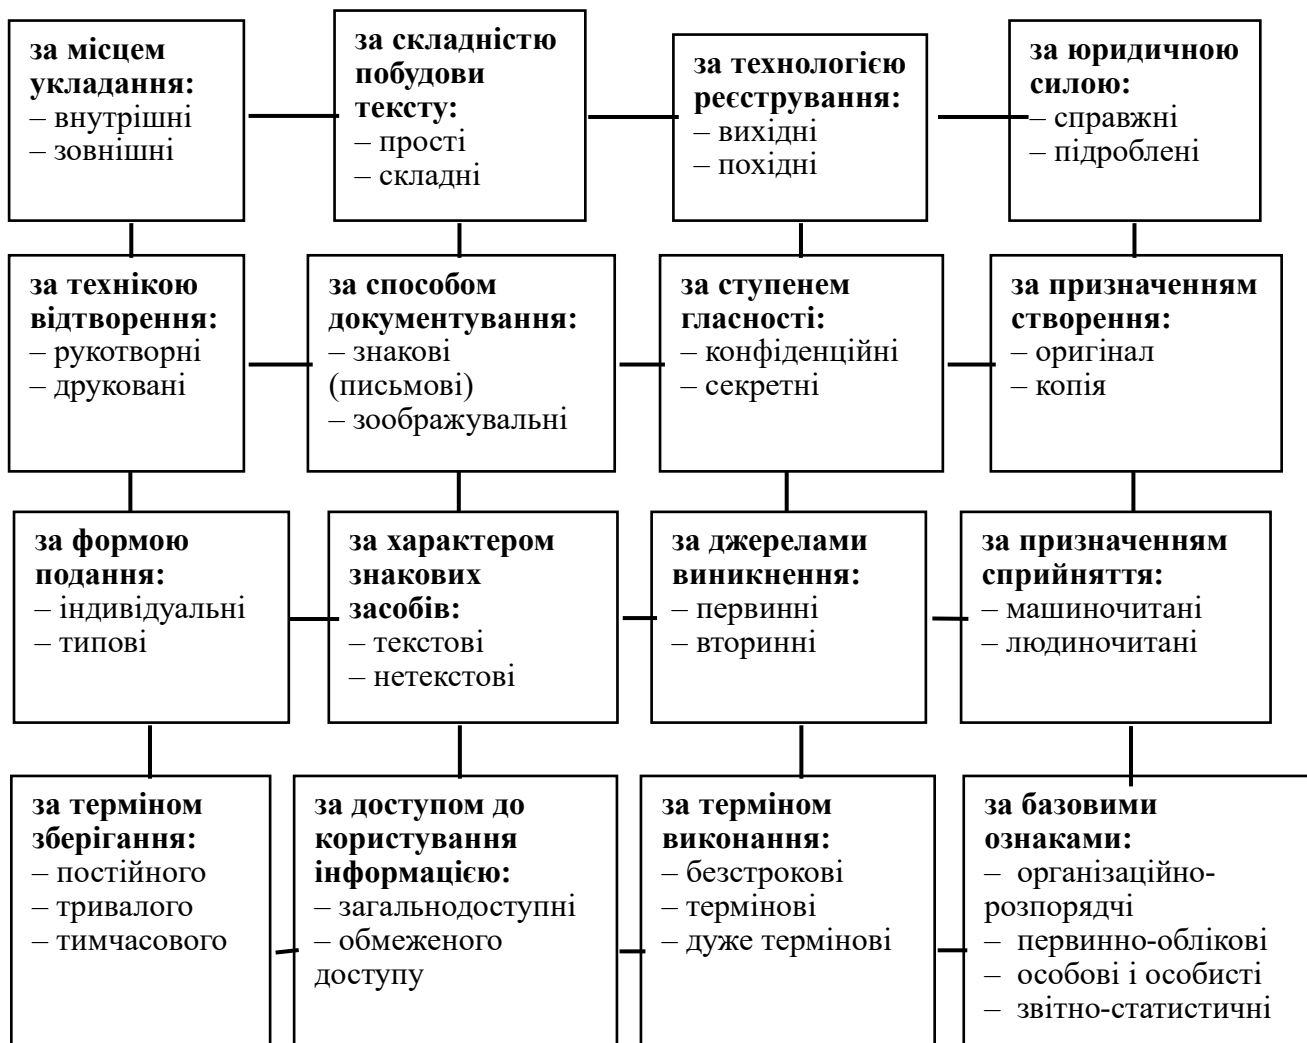 за місцем
укладання:
– внутрішні
– зовнішні
за складністю
побудови
тексту:
– прості
– складні
за технологією
реєстрування:
– вихідні
– похідні
за юридичною
силою:
– справжні
– підроблені
за технікою
відтворення:
– рукотворні
– друковані
за способом
документування:
– знакові
(письмові)
– зоображувальні
за ступенем
гласності:
– конфіденційні
– секретні
за призначенням
створення:
– оригінал
– копія
за формою
подання:
– індивідуальні
– типові
за характером
знакових
засобів:
– текстові
– нетекстові
за джерелами
виникнення:
– первинні
– вторинні
за призначенням
сприйняття:
– машиночитані
– людиночитані
за терміном
зберігання:
– постійного
– тривалого
– тимчасового
за доступом до
користування
інформацією:
– загальнодоступні
– обмеженого
доступу
за терміном
виконання:
– безстрокові
– термінові
– дуже термінові
за базовими
ознаками:
– організаційно-
розпорядчі
– первинно-облікові
– особові і особисті
– звітно-статистичні